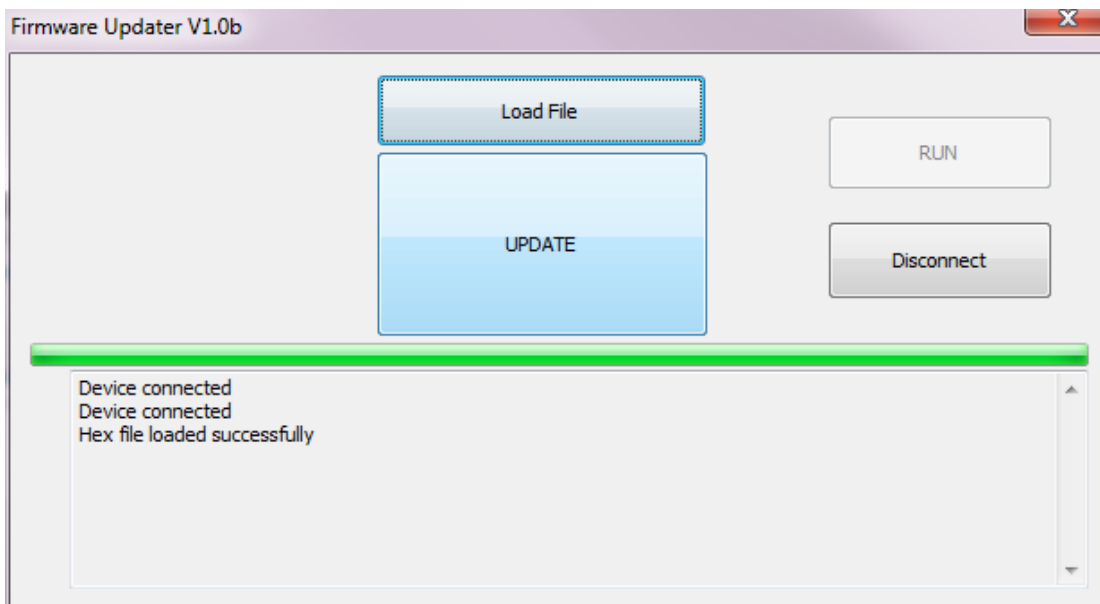 Firmware Updater V1.0b
Load File
RUN
UPDATE
Disconnect
Device connected
Device connected
Hex file loaded successfully